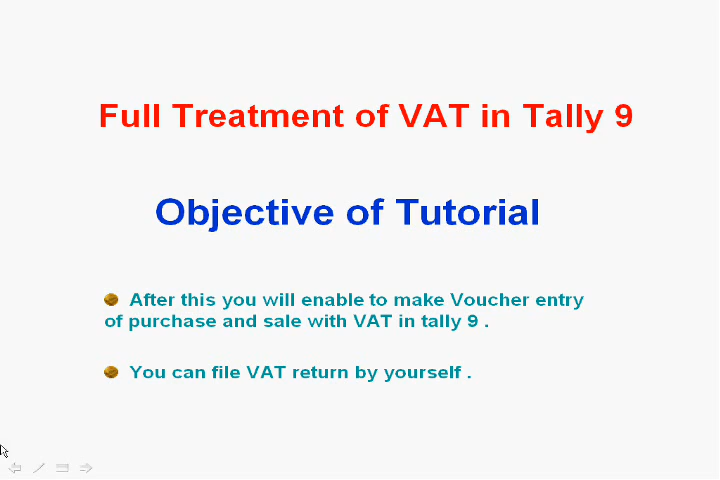 Full Treatment of VAT in Tally 9
Objective of Tutorial
After this you will enable to make Voucher entry
of purchase and sale with VAT in tally 9 .
You can file VAT return by yourself .